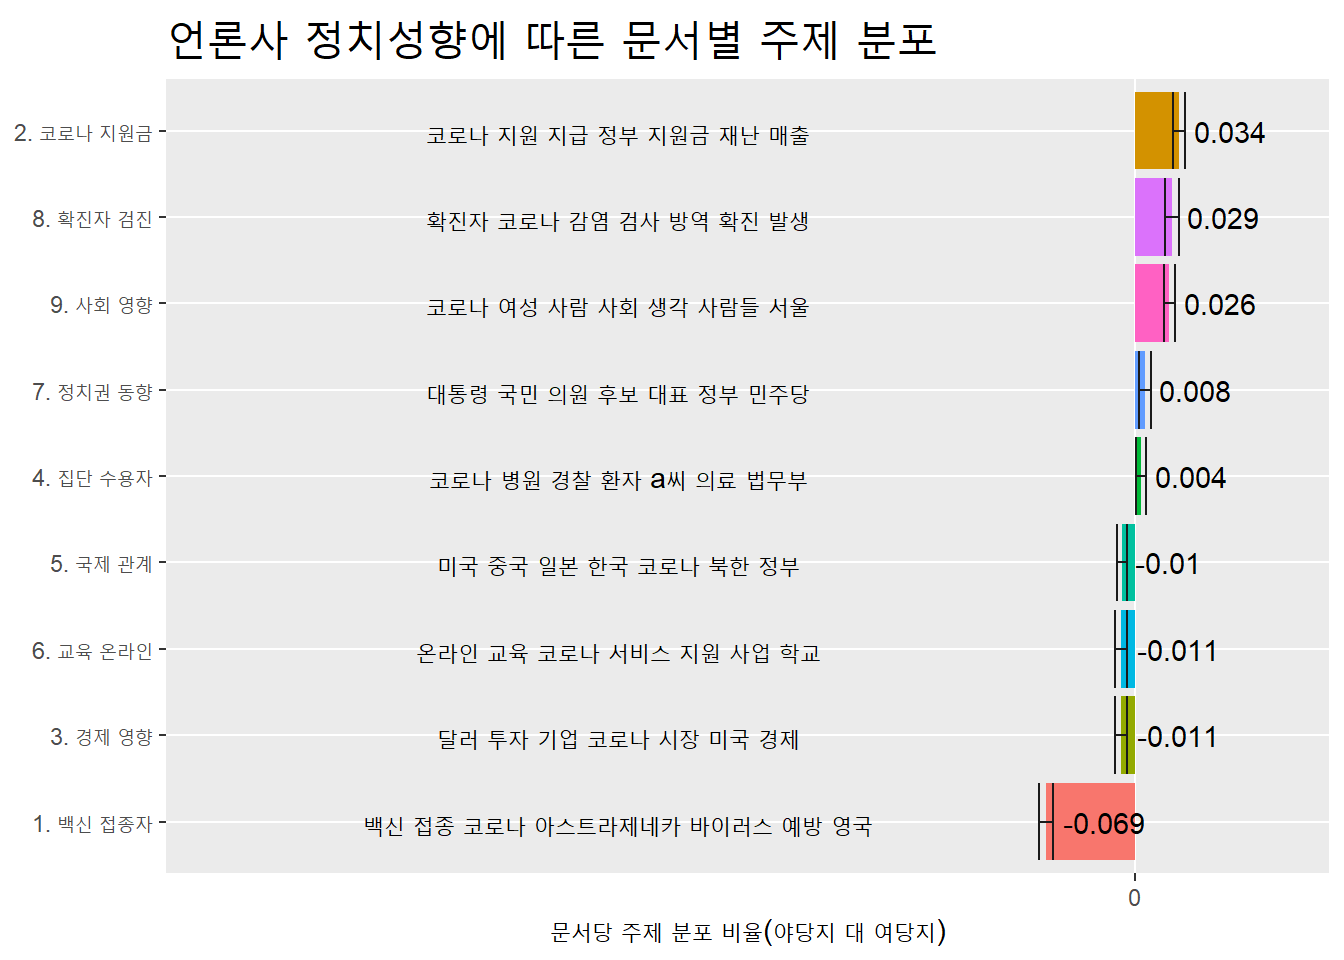 언론사 정치성향에 따른 문서별 주제 분포
2. 코로나 지원금 코로나 지원 지급 정부 지원금 재난 매출 0.034
8. 확진자 검진 확진자 코로나 감염 검사 방역 확진 발생 0.029
9. 사회 영향 코로나 여성 사람 사회 생각 사람들 서울 0.026
7. 정치권 동향 대통령 국민 의원 후보 대표 정부 민주당 0.008
4. 집단 수용자 코로나 병원 경찰 환자 a씨 의료 법무부 0.004
5. 국제 관계 미국 중국 일본 한국 코로나 북한 정부 -0.01
6. 교육 온라인 온라인 교육 코로나 서비스 지원 사업 학교 -0.011
3. 경제 영향 달러 투자 기업 코로나 시장 미국 경제 -0.011
1. 백신 접종자 백신 접종 코로나 아스트라제네카 바이러스 예방 영국 -0.069
0
문서당 주제 분포 비율(야당지 대 여당지)